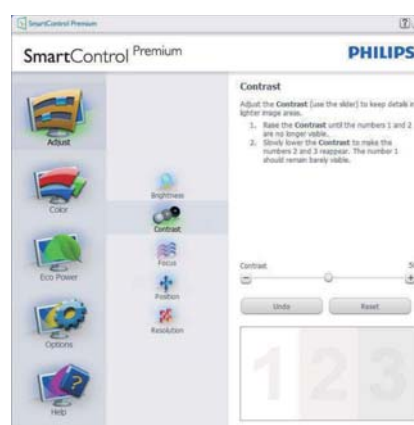 SmartControl Premium
SmartControl Premium
PHILIPS
Adjust
Color
Eco Power
Options
Help
Brightness
Contrast
Focus
Position
Resolution
Contrast
Adjust the Contrast (use the slider) to keep details in
lighter image areas.
1. Raise the Contrast until the numbers 1 and 2
are no longer visible.
2. Slowly lower the Contrast to make the
numbers 2 and 3 reappear. The number 1
should remain barely visible.
Contrast
Undo
Reset
1 2 3